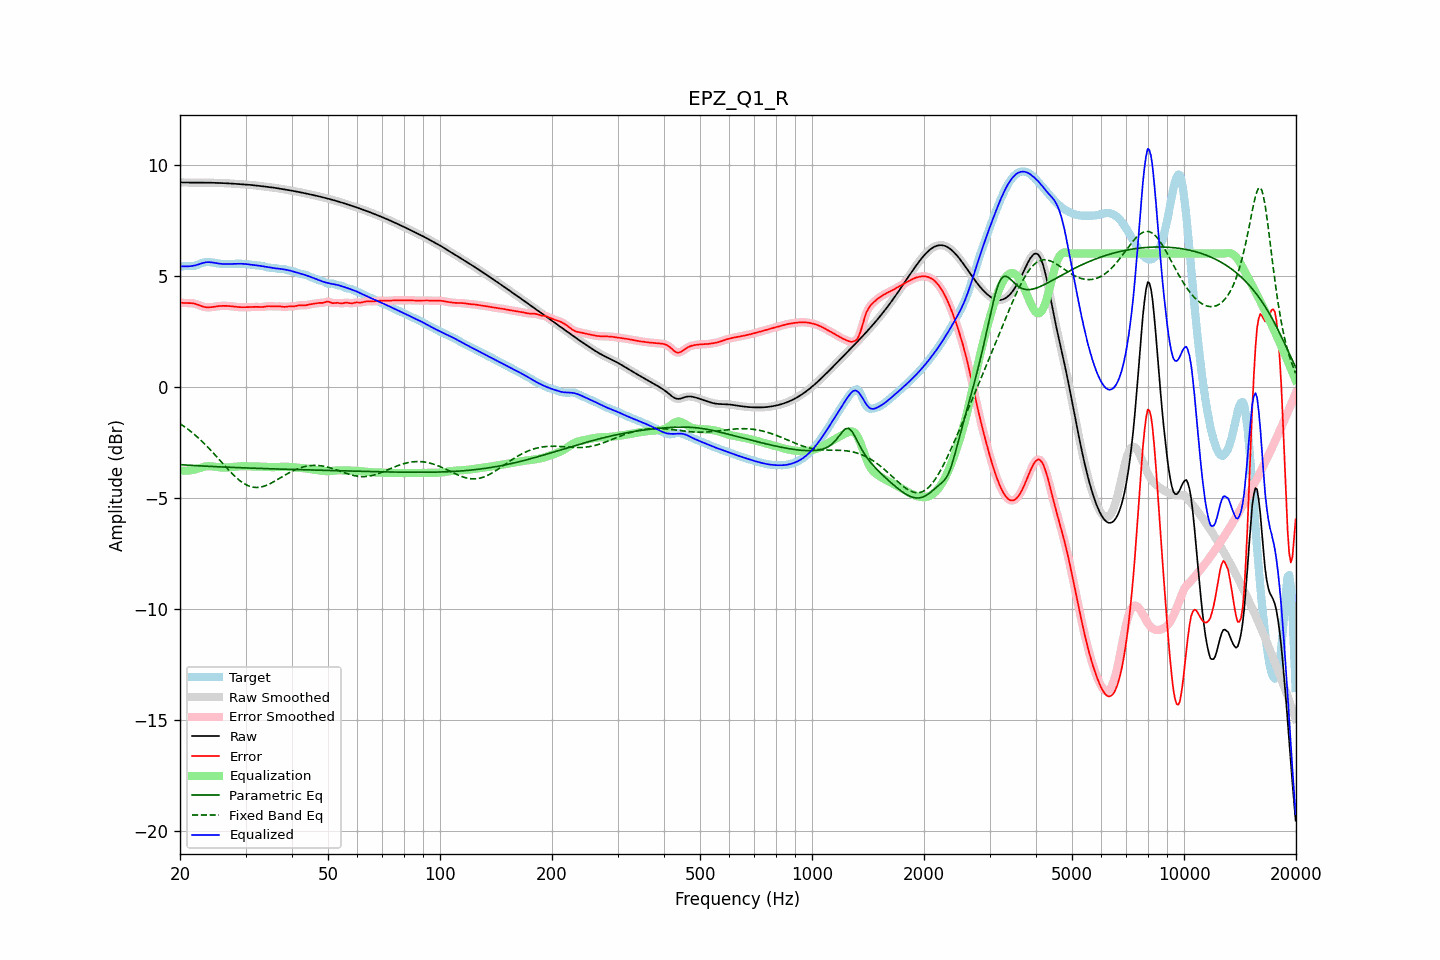 EPZ_Q1_R
10
5
0
−5
−10
−15
−20
Amplitude (dBr)
Target
Raw Smoothed
Error Smoothed
Raw
Error
Equalization
Parametric Eq
Fixed Band Eq
Equalized
20 50 100 200 500 1000 2000 5000 10000 20000
Frequency (Hz)